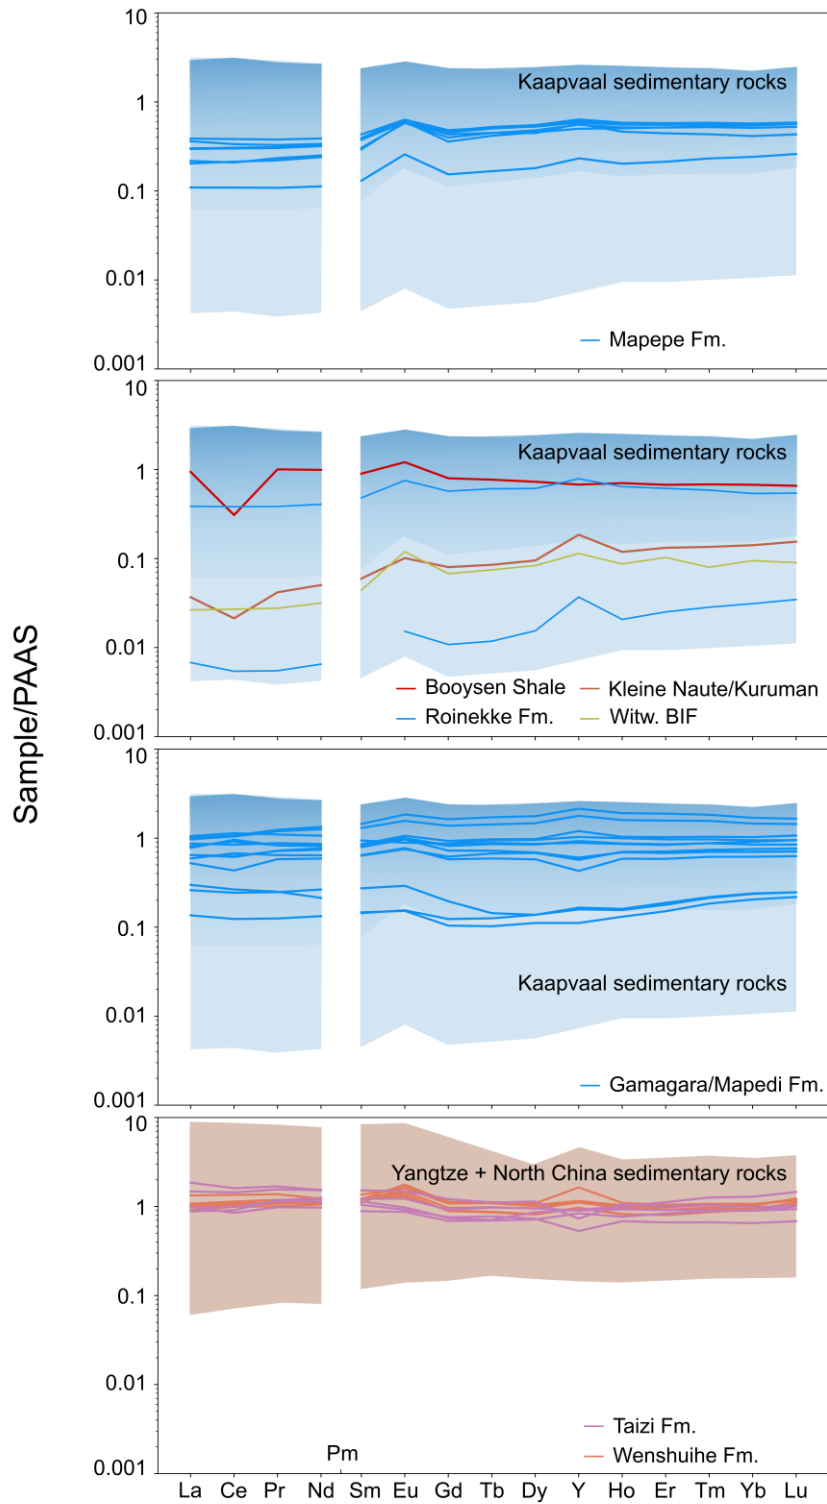 Sample/PAAS
10
Kaapvaal sedimentary rocks
1
0.1
0.01
Mapepe Fm.
0.001
10
Kaapvaal sedimentary rocks
1
0.1
0.01
Booysen Shale Kleine Naute/Kuruman
Roinekke Fm. Witw. BIF
0.001
10
1
0.1
Kaapvaal sedimentary rocks
0.01
Gamagara/Mapedi Fm.
0.001
10
Yangtze + North China sedimentary rocks
1
0.1
0.01
Taizi Fm.
Wenshuihe Fm.
0.001
Pm
La Ce Pr Nd Sm Eu Gd Tb Dy Y Ho Er Tm Yb Lu